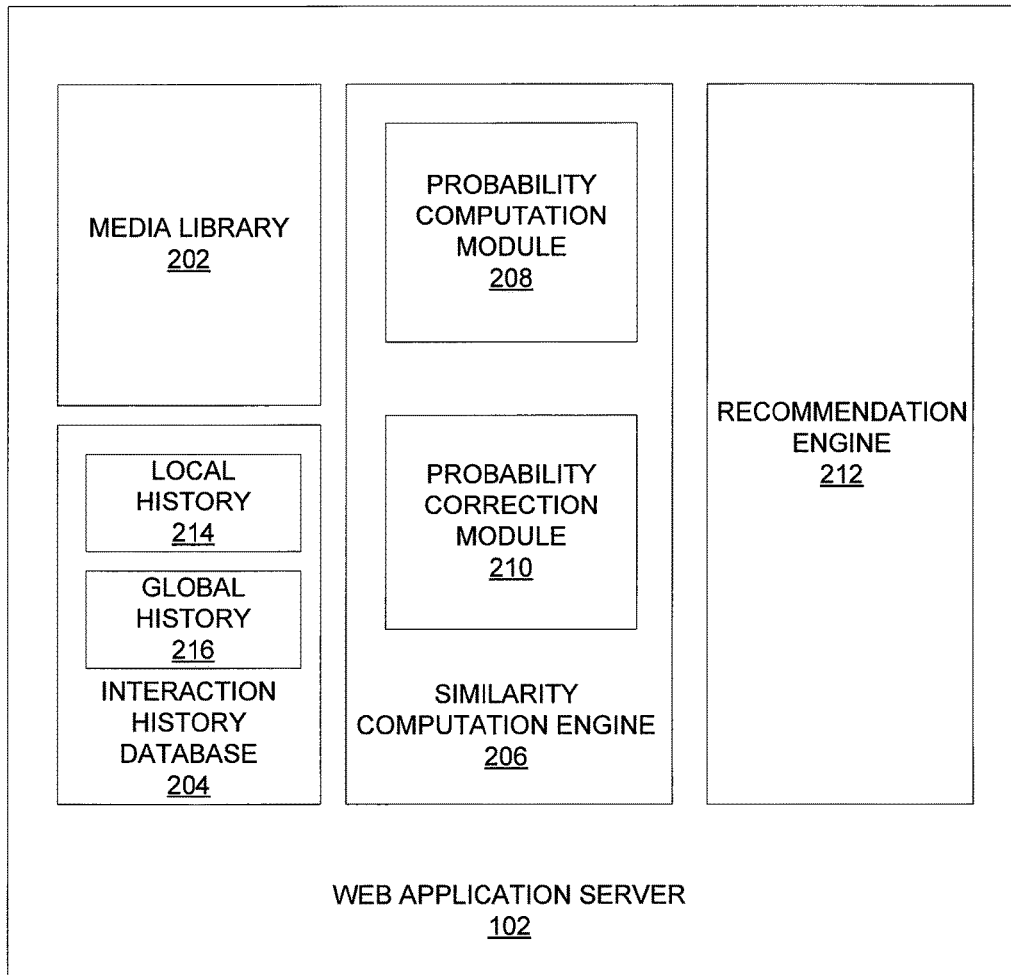 MEDIA LIBRARY
202
LOCAL
HISTORY
214
GLOBAL
HISTORY
216
INTERACTION
HISTORY
DATABASE
204
PROBABILITY
COMPUTATION
MODULE
208
PROBABILITY
CORRECTION
MODULE
210
SIMILARITY
COMPUTATION ENGINE
206
RECOMMENDATION
ENGINE
212
WEB APPLICATION SERVER
102